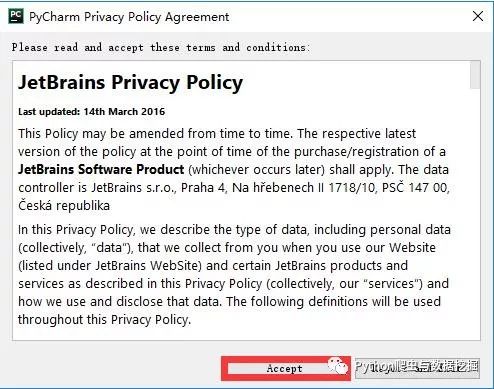 PC PyCharm Privacy Policy Agreement
Please read and accept these terms and conditions:
JetBrains Privacy Policy
Last updated: 14th March 2016
This Policy may be amended from time to time. The respective latest
version of the policy at the point of time of the purchase/registration of a
JetBrains Software Product (whichever occurs later) shall apply. The data
controller is JetBrains s.r.o., Praha 4, Na hřebenech II 1718/10, PSČ 147 00,
Česká republika
In this Privacy Policy, we describe the type of data, including personal data
(collectively, “data”), that we collect from you when you use our Website
(listed under JetBrains WebSite) and certain JetBrains products and
services as described in this Privacy Policy (collectively, our “services”) and
how we use and disclose that data. The following definitions will be used
throughout this Privacy Policy.
Accept
Python爬虫与数据挖掘